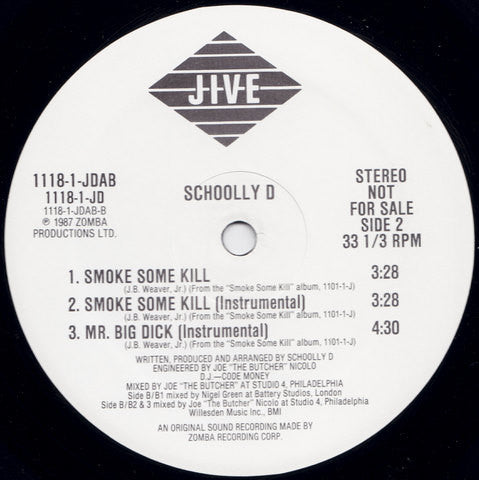 JIVE
1118-1-JDAB
1118-1-JD
1118-1-JDAB-B
℗ 1987 ZOMBA
PRODUCTIONS LTD.
SCHOOLLY D
STEREO
NOT
FOR SALE
SIDE 2
33 1/3 RPM
1. SMOKE SOME KILL 3:28
(J.B. Weaver, Jr.) (From the "Smoke Some Kill" album, 1101-1-J)
2. SMOKE SOME KILL (Instrumental) 3:28
(J.B. Weaver, Jr.) (From the "Smoke Some Kill" album, 1101-1-J)
3. MR. BIG DICK (Instrumental) 4:30
(J.B. Weaver, Jr.) (From the "Smoke Some Kill" album, 1101-1-J)
WRITTEN, PRODUCED AND ARRANGED BY SCHOOLLY D
ENGINEERED BY JOE "THE BUTCHER" NICOLO
D.J.—CODE MONEY
MIXED BY JOE "THE BUTCHER" AT STUDIO 4, PHILADELPHIA
Side B/B1 mixed by Nigel Green at Battery Studios, London
Side B/B2 & 3 mixed by Joe "The Butcher" Nicolo at Studio 4, Philadelphia
Willesden Music Inc., BMI
AN ORIGINAL SOUND RECORDING MADE BY
ZOMBA RECORDING CORP.